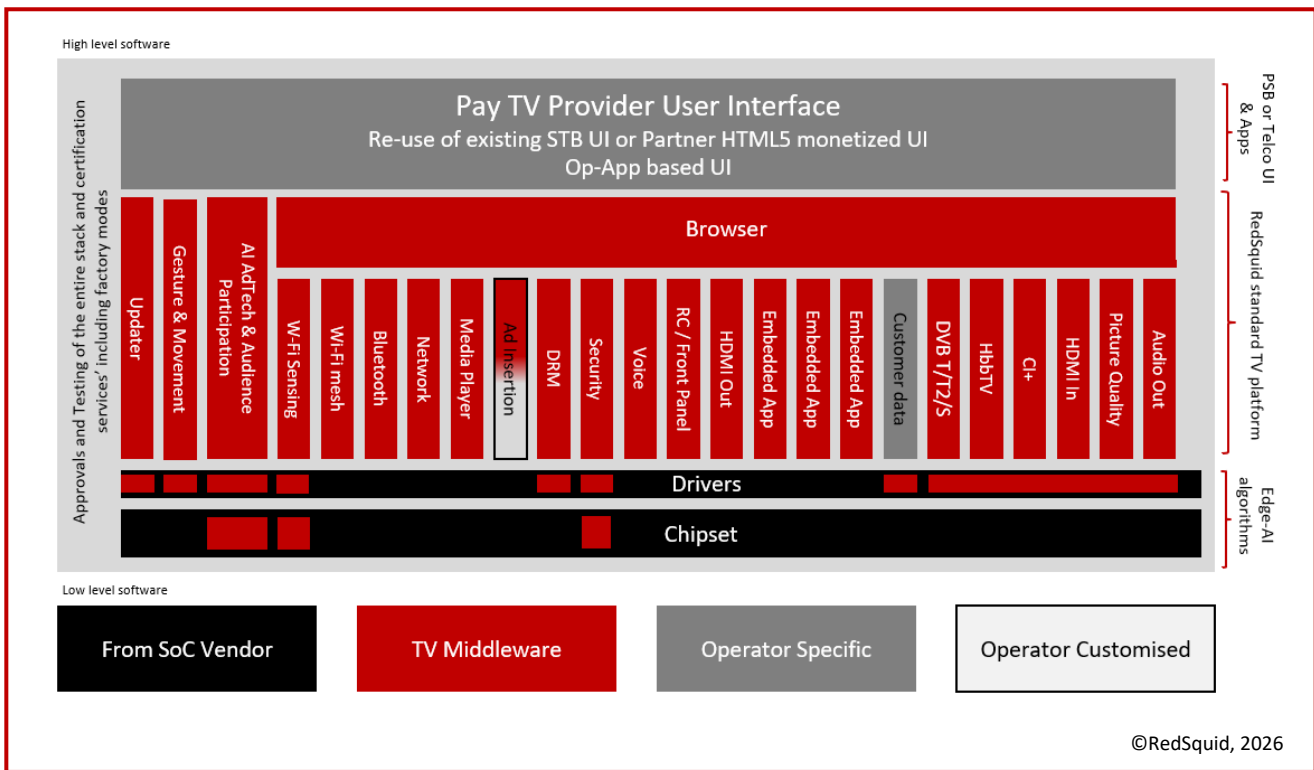 High level software
Approvals and Testing of the entire stack and certification
services' including factory modes
Pay TV Provider User Interface
Re-use of existing STB UI or Partner HTML5 monetized UI
Op-App based UI
PSB or Telco UI
& Apps
Updater
Gesture & Movement
AI AdTech & Audience
Participation
Browser
Wi-Fi Sensing
Wi-Fi mesh
Bluetooth
Network
Media Player
Ad Insertion
DRM
Security
Voice
RC / Front Panel
HDMI Out
Embedded App
Embedded App
Embedded App
Customer data
DVB T/T2/S
HbbTV
CI+
HDMI In
Picture Quality
Audio Out
RedSquid standard TV platform
Drivers
Chipset
Edge-AI
algorithms
Low level software
From SoC Vendor
TV Middleware
Operator Specific
Operator Customised
©RedSquid, 2026